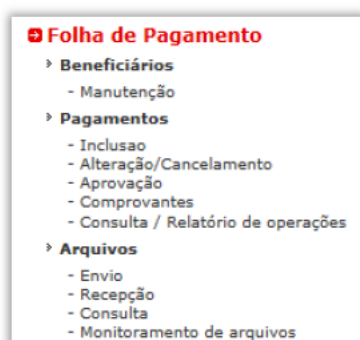 Folha de Pagamento
Beneficiários
- Manutenção
Pagamentos
- Inclusao
- Alteração/Cancelamento
- Aprovação
- Comprovantes
- Consulta / Relatório de operações
Arquivos
- Envio
- Recepção
- Consulta
- Monitoramento de arquivos